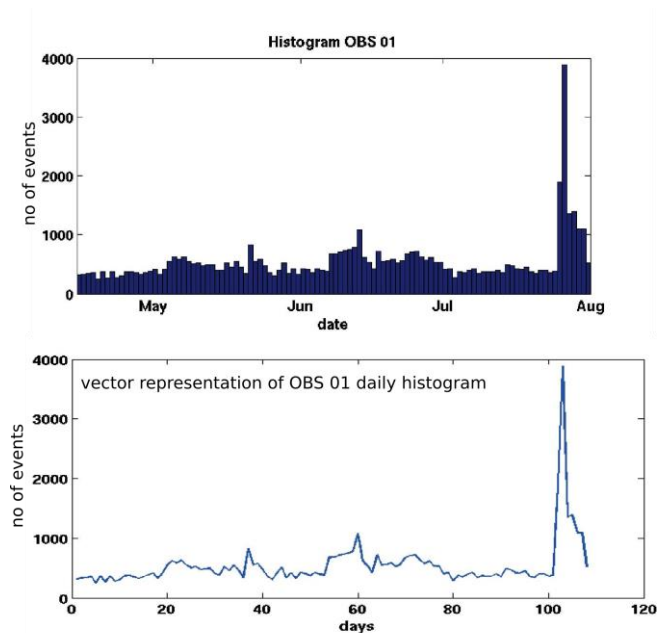 Histogram OBS 01
4000
3000
2000
1000
0
no of events
May Jun Jul Aug
date
vector representation of OBS 01 daily histogram
4000
3000
2000
1000
0
no of events
0 20 40 60 80 100 120
days